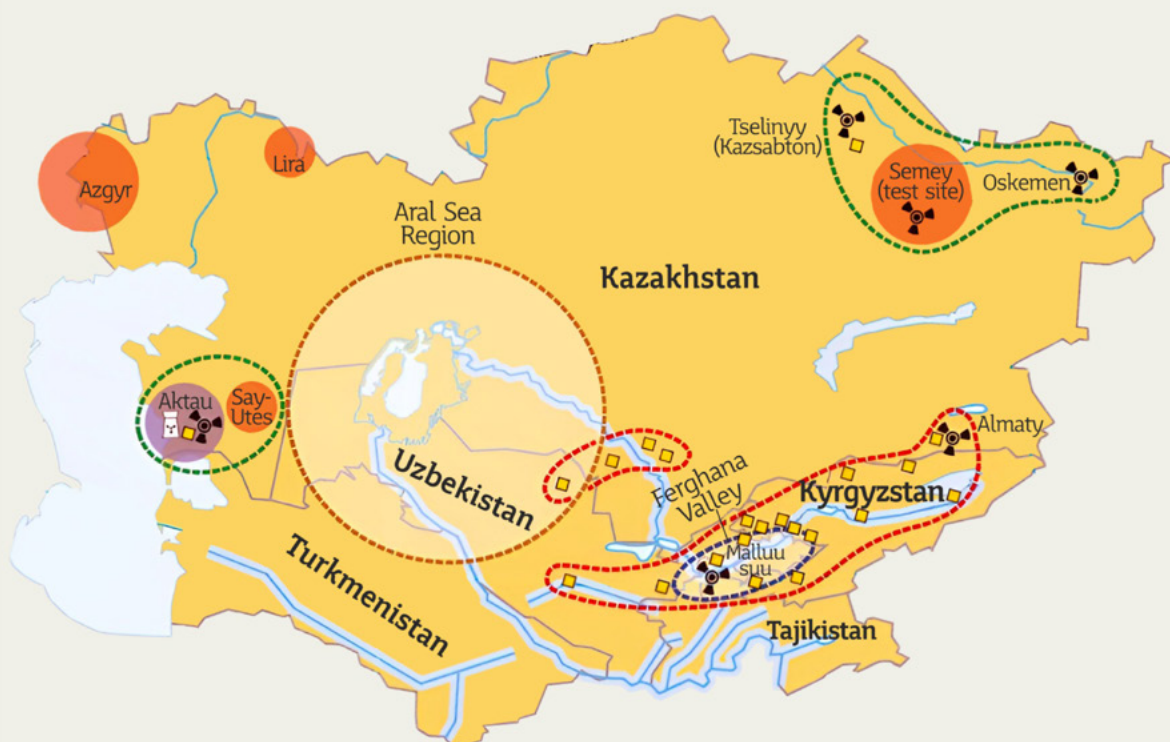 Tselinyy
(Kazsabton)
Azgyr
Lira
Semey
(test site)
Oskemen
Aral Sea
Region
Kazakhstan
Aktau
Say-
Utes
Almaty
Uzbekistan
Ferghana
Valley
Kyrgyzstan
Malluu
suu
Turkmenistan
Tajikistan